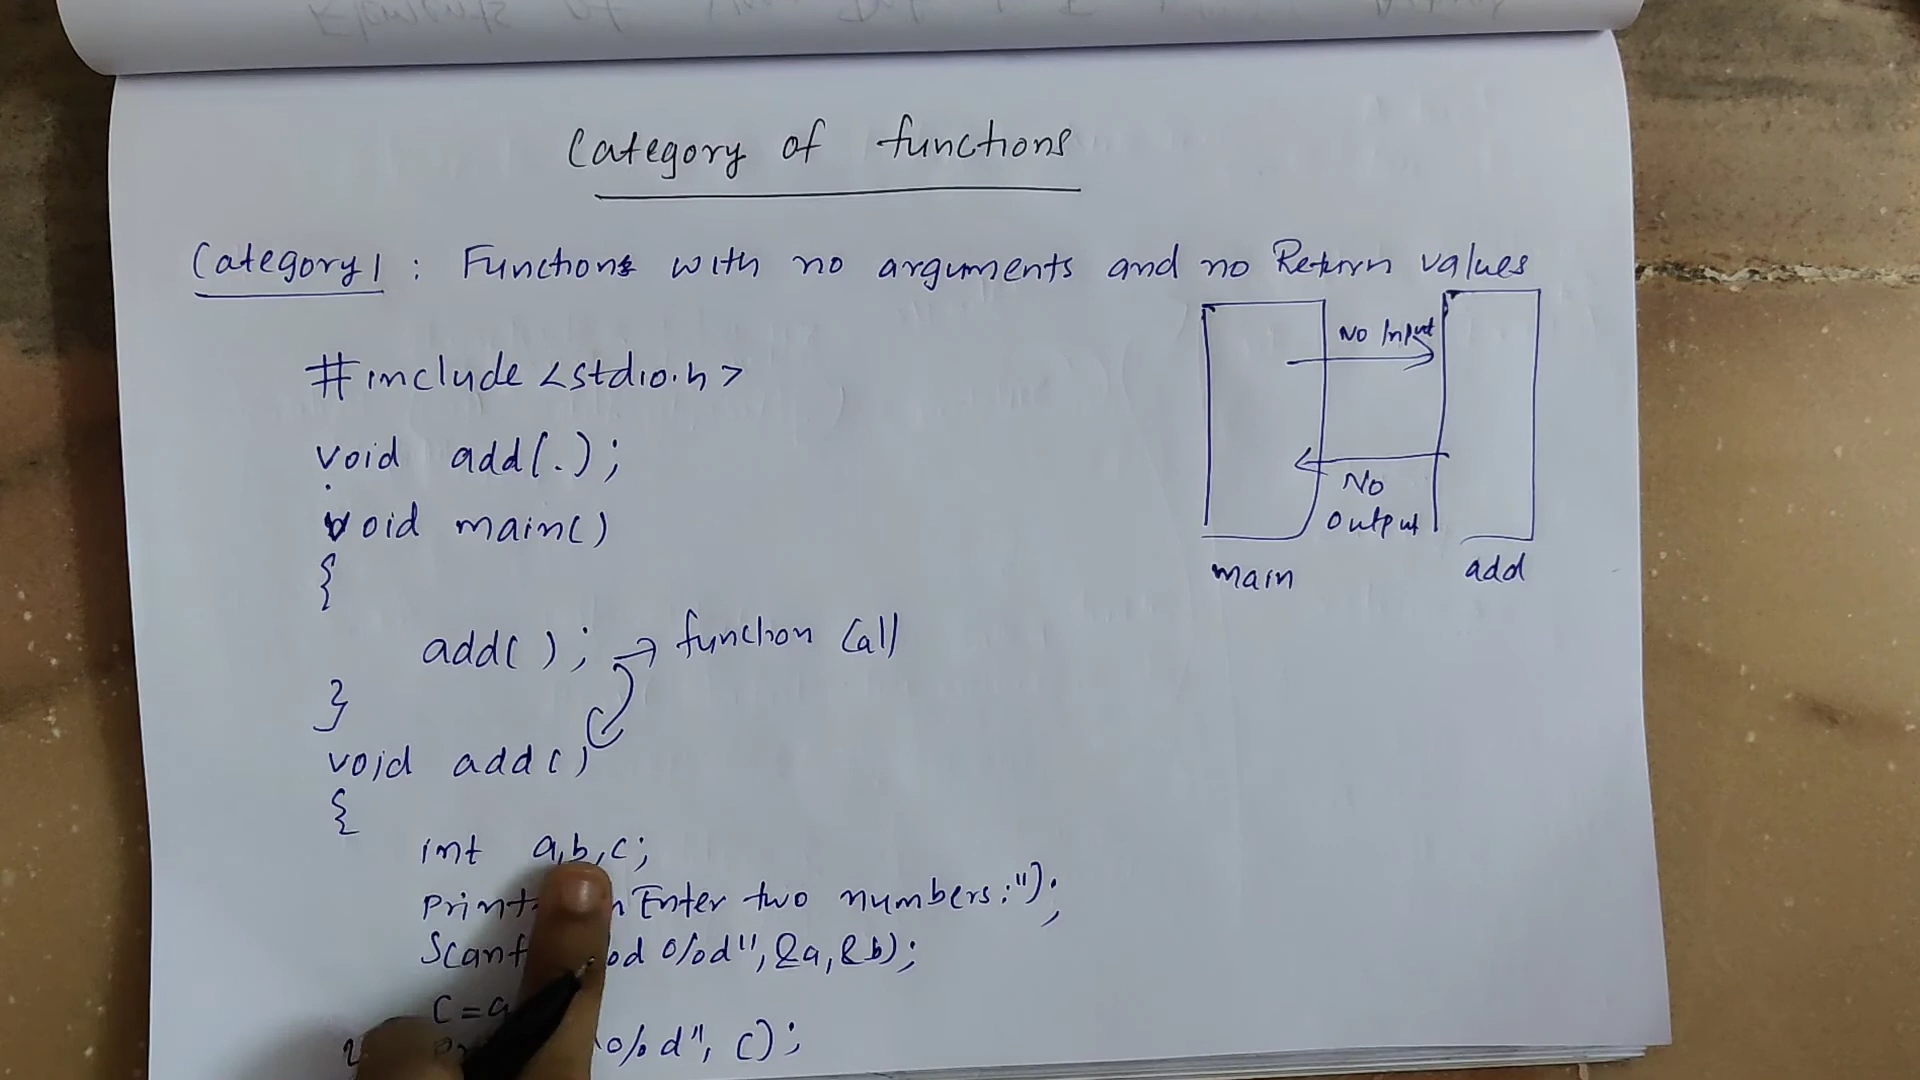 Category of functions
Category 1 : Functions with no arguments and no Return values
#include <stdio.h>
void add(.);
void main()
{
add( ); → function call
}
void add()
{
int a,b,c;
Enter two numbers:");
%d",&a,&b);
%d", c);
No Input
No
output
main
add